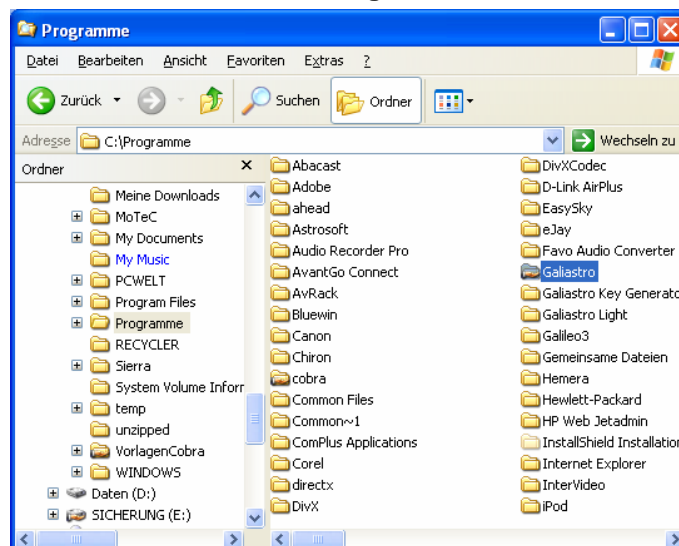 Programme
Datei Bearbeiten Ansicht Favoriten Extras ?
Zurück Suchen Ordner
Adresse C:\Programme Wechseln zu
Ordner
Meine Downloads
MoTeC
My Documents
My Music
PCWELT
Program Files
Programme
RECYCLER
Sierra
System Volume Inforr
temp
unzipped
VorlagenCobra
WINDOWS
Daten (D:)
SICHERUNG (E:)
Abacast
Adobe
ahead
Astrosoft
Audio Recorder Pro
AvantGo Connect
AvRack
Bluewin
Canon
Chiron
cobra
Common Files
Common~1
ComPlus Applications
Corel
directx
DivX
DivXCodec
D-Link AirPlus
EasySky
eJay
Favo Audio Converter
Galiastro
Galiastro Key Generato
Galiastro Light
Galileo3
Gemeinsame Dateien
Hemera
Hewlett-Packard
HP Web Jetadmin
InstallShield Installation
Internet Explorer
InterVideo
iPod